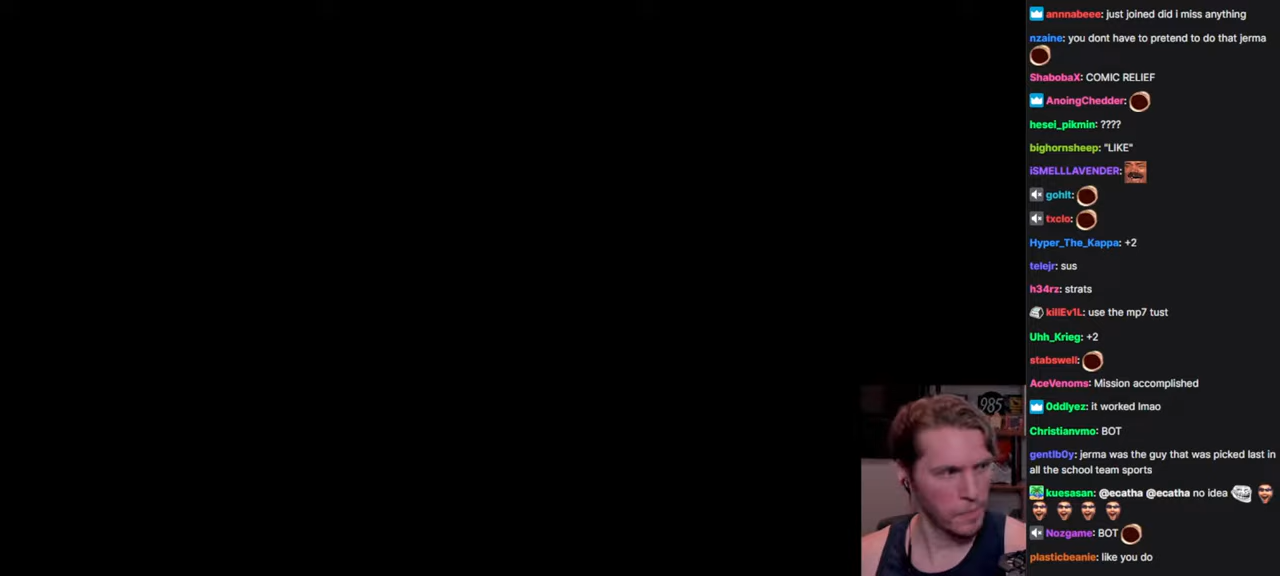 annnabeee: just joined did i miss anything
nzaine: you dont have to pretend to do that jerma
ShabobaX: COMIC RELIEF
AnoingChedder:
hesei_pikmin: ????
bighornsheep: "LIKE"
iSMELLLAVENDER:
gohlt:
txclo:
Hyper_The_Kappa: +2
telejr: sus
h34rz: strats
killEv1L: use the mp7 tust
Uhh_Krieg: +2
stabswell:
AceVenoms: Mission accomplished
0ddlyez: it worked lmao
Christianvmo: BOT
gentlb0y: jerma was the guy that was picked last in
all the school team sports
kuesasan: @ecatha @ecatha no idea
Nozgame: BOT
plasticbeanie: like you do
985